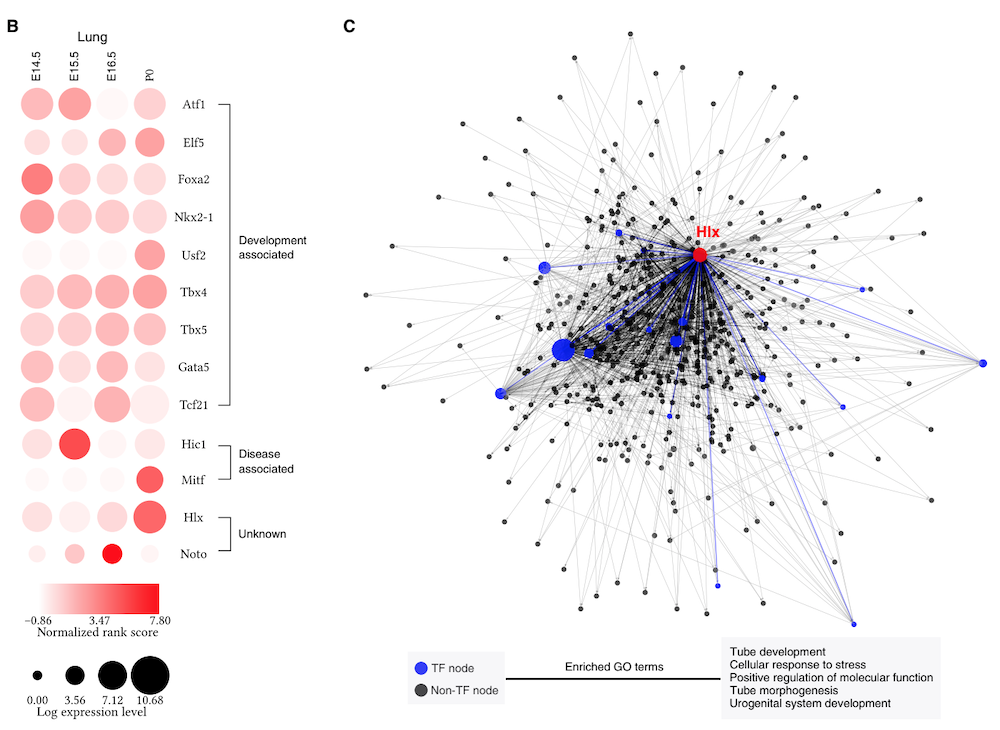 B
Lung
E14.5
E15.5
E16.5
P0
Atf1
Elf5
Foxa2
Nkx2-1
Usf2
Tbx4
Tbx5
Gata5
Tcf21
Development
associated
Hic1
Mitf
Disease
associated
Hlx
Noto
Unknown
−0.86 3.47 7.80
Normalized rank score
0.00 3.56 7.12 10.68
Log expression level
C
Hlx
TF node
Non-TF node
Enriched GO terms
Tube development
Cellular response to stress
Positive regulation of molecular function
Tube morphogenesis
Urogenital system development